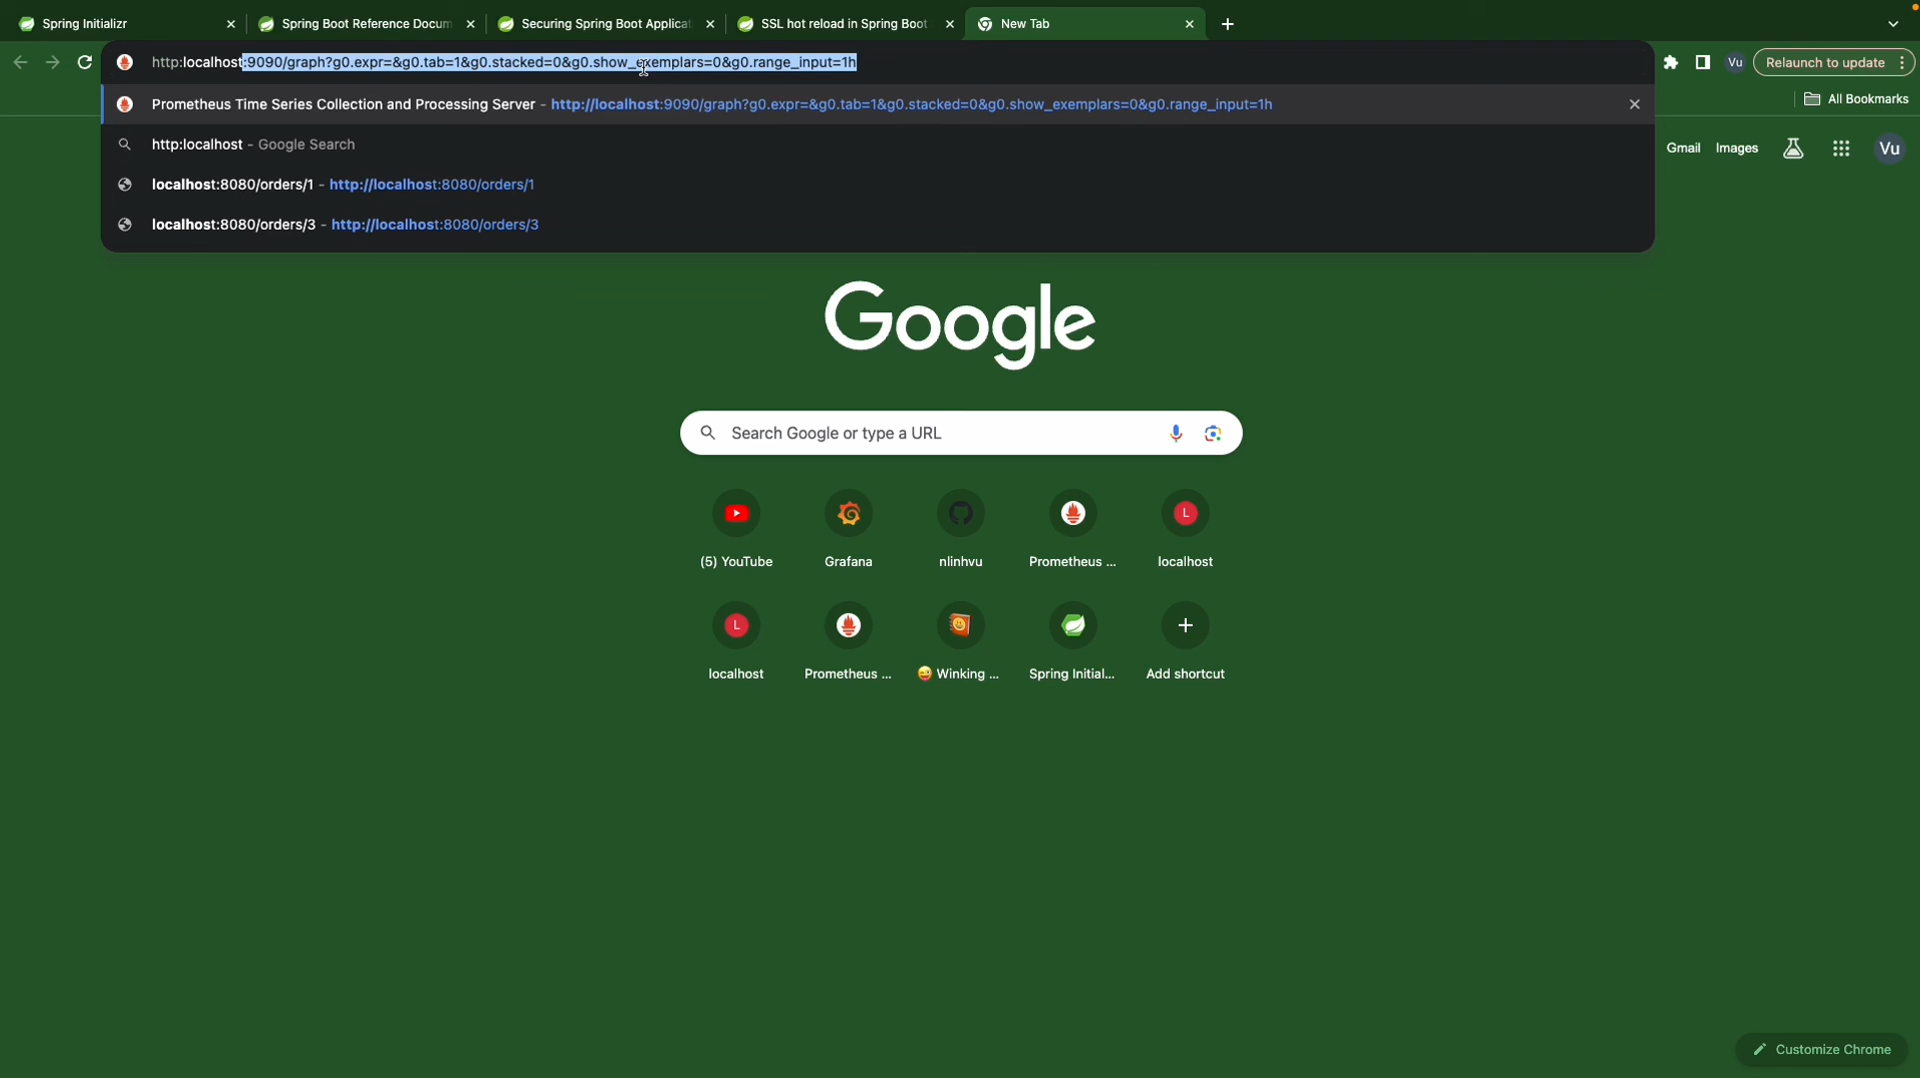 Spring Initializr
Spring Boot Reference Docum
Securing Spring Boot Applicat
SSL hot reload in Spring Boot
New Tab
http:localhost:9090/graph?g0.expr=&g0.tab=1&g0.stacked=0&g0.show_exemplars=0&g0.range_input=1h
Vu
Relaunch to update
Prometheus Time Series Collection and Processing Server - http://localhost:9090/graph?g0.expr=&g0.tab=1&g0.stacked=0&g0.show_exemplars=0&g0.range_input=1h
All Bookmarks
http:localhost - Google Search
Gmail Images Vu
localhost:8080/orders/1 - http://localhost:8080/orders/1
localhost:8080/orders/3 - http://localhost:8080/orders/3
Google
Search Google or type a URL
L
(5) YouTube
Grafana
nlinhvu
Prometheus ...
localhost
L
localhost
Prometheus ...
😜 Winking ...
Spring Initial...
Add shortcut
Customize Chrome